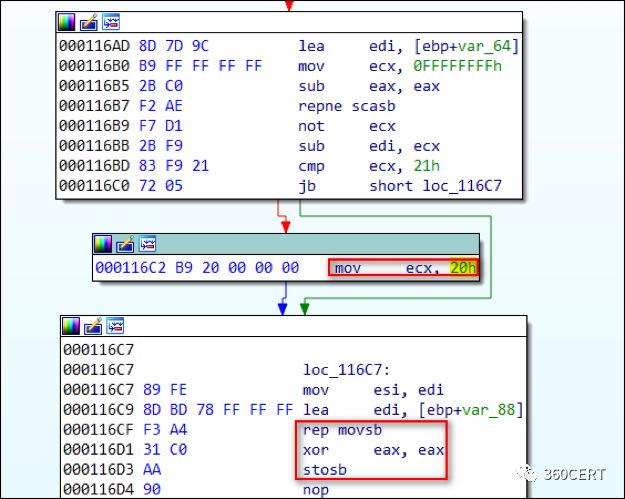 000116AD 8D 7D 9C lea edi, [ebp+var_64]
000116B0 B9 FF FF FF FF mov ecx, 0FFFFFFFFh
000116B5 2B C0 sub eax, eax
000116B7 F2 AE repne scasb
000116B9 F7 D1 not ecx
000116BB 2B F9 sub edi, ecx
000116BD 83 F9 21 cmp ecx, 21h
000116C0 72 05 jb short loc_116C7
000116C2 B9 20 00 00 00 mov ecx, 20h
000116C7
000116C7 loc_116C7:
000116C7 89 FE mov esi, edi
000116C9 8D BD 78 FF FF FF lea edi, [ebp+var_88]
000116CF F3 A4 rep movsb
000116D1 31 C0 xor eax, eax
000116D3 AA stosb
000116D4 90 nop
360CERT